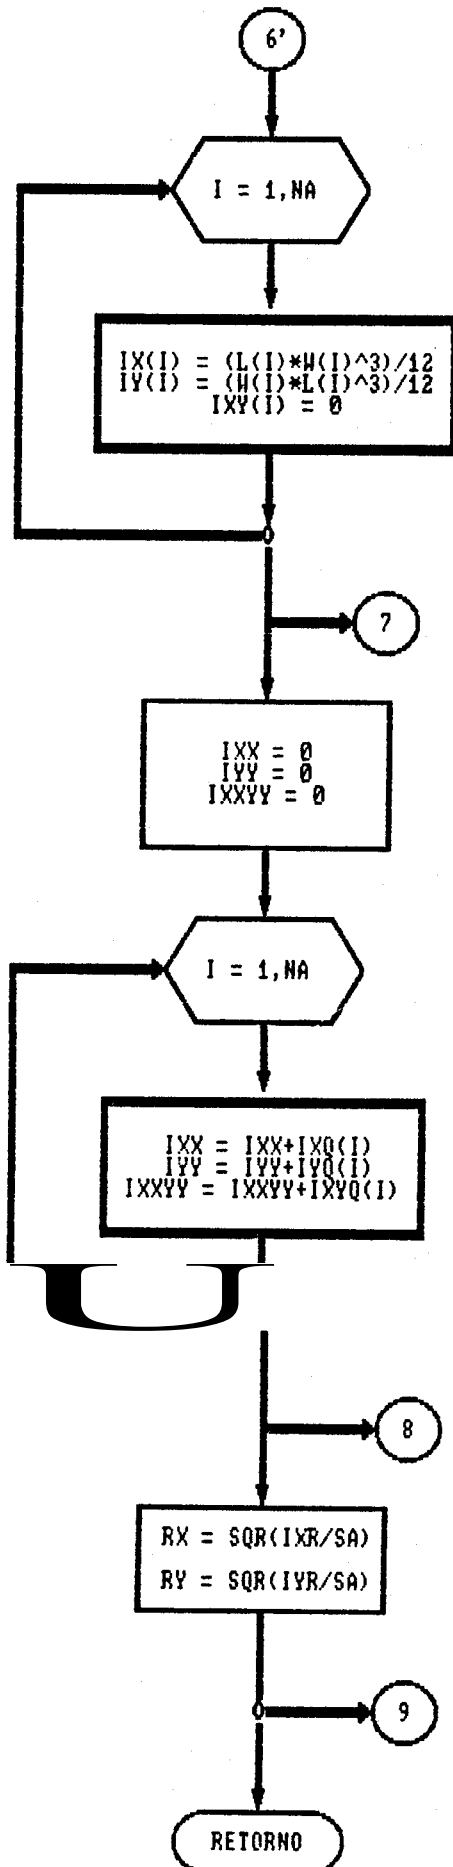 6'
I = 1,NA
IX(I) = (L(I)*W(I)^3)/12
IY(I) = (W(I)*L(I)^3)/12
IXY(I) = 0
7
IXX = 0
IYY = 0
IXXYY = 0
I = 1,NA
IXX = IXX+IXQ(I)
IYY = IYY+IYQ(I)
IXXYY = IXXYY+IXYQ(I)
8
RX = SQR(IXR/SA)
RY = SQR(IYR/SA)
9
RETORNO